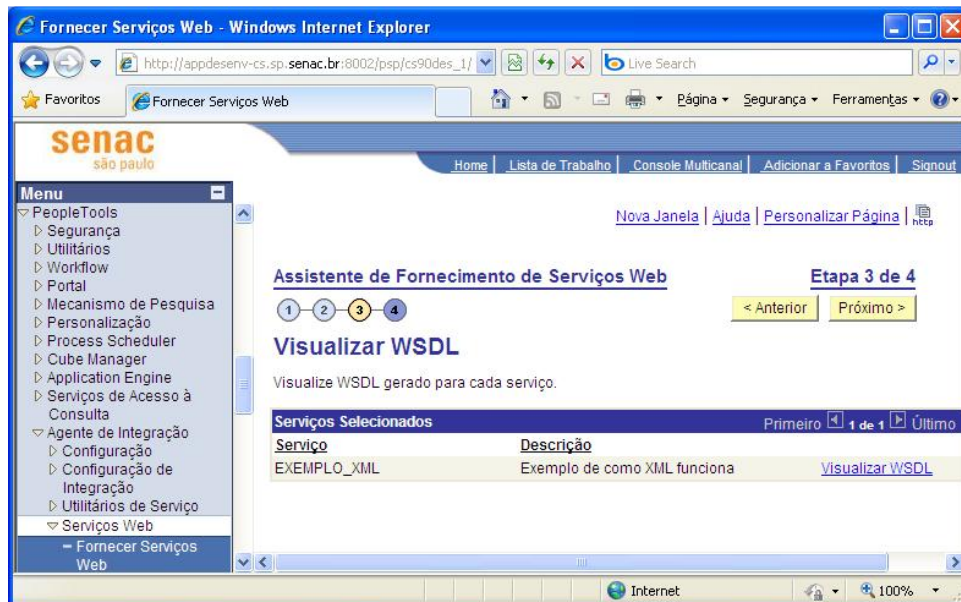 Fornecer Serviços Web - Windows Internet Explorer
http://appdesenv-cs.sp.senac.br:8002/psp/cs90des_1/
Live Search
Favoritos
Fornecer Serviços Web
Página
Segurança
Ferramentas
senac
são paulo
Home | Lista de Trabalho | Console Multicanal | Adicionar a Favoritos | Signout
Menu
PeopleTools
Segurança
Utilitários
Workflow
Portal
Mecanismo de Pesquisa
Personalização
Process Scheduler
Cube Manager
Application Engine
Serviços de Acesso à
Consulta
Agente de Integração
Configuração
Configuração de
Integração
Utilitários de Serviço
Serviços Web
Fornecer Serviços
Web
Nova Janela | Ajuda | Personalizar Página |
http
Assistente de Fornecimento de Serviços Web
Etapa 3 de 4
1 2 3 4
< Anterior
Próximo >
Visualizar WSDL
Visualize WSDL gerado para cada serviço.
Serviços Selecionados
Primeiro 1 de 1 Último
Serviço Descrição
EXEMPLO_XML Exemplo de como XML funciona Visualizar WSDL
Internet
100%